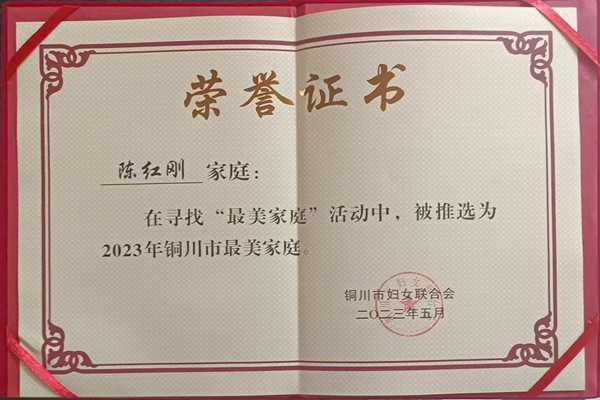 荣誉证书
陈红刚 家庭：
在寻找“最美家庭”活动中，被推选为
2023年铜川市最美家庭。
铜川市妇女联合会
二〇二三年五月